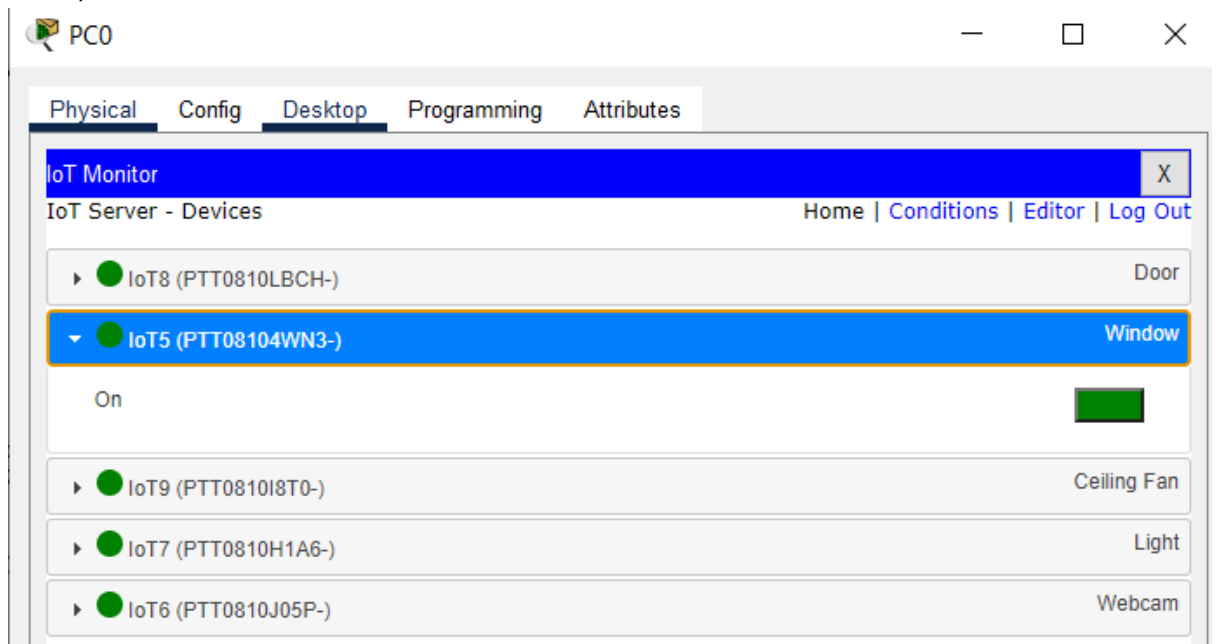 PC0
Physical Config Desktop Programming Attributes
IoT Monitor X
IoT Server - Devices Home | Conditions | Editor | Log Out
IoT8 (PTT0810LBCH-) Door
IoT5 (PTT08104WN3-) Window
On
IoT9 (PTT0810I8T0-) Ceiling Fan
IoT7 (PTT0810H1A6-) Light
IoT6 (PTT0810J05P-) Webcam